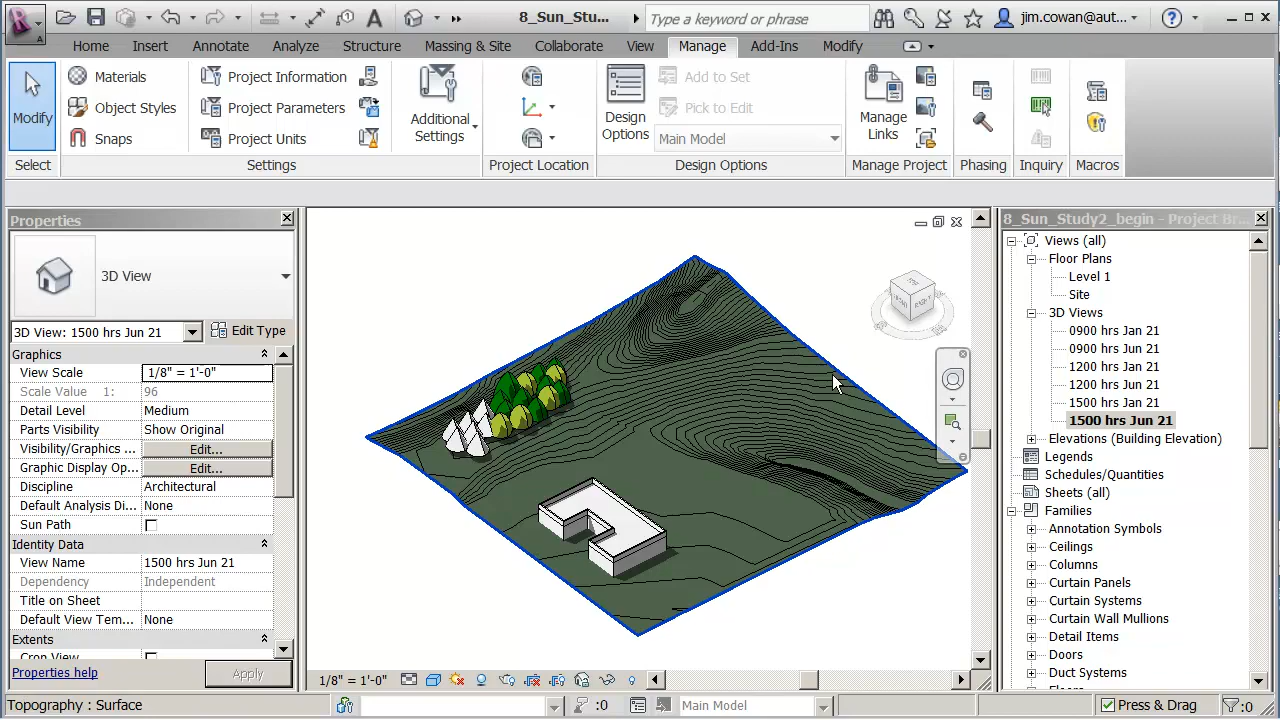 8_Sun_Stu...
Type a keyword or phrase
jim.cowan@aut...
Home Insert Annotate Analyze Structure Massing & Site Collaborate View Manage Add-Ins Modify
Modify
Select
Materials
Object Styles
Snaps
Project Information
Project Parameters
Project Units
Settings
Additional
Settings
Project Location
Design
Options
Add to Set
Pick to Edit
Main Model
Design Options
Manage
Links
Manage Project
Phasing
Inquiry
Macros
Properties
3D View
3D View: 1500 hrs Jun 21
Edit Type
Graphics
View Scale 1/8" = 1'-0"
Scale Value 1: 96
Detail Level Medium
Parts Visibility Show Original
Visibility/Graphics ... Edit...
Graphic Display Op... Edit...
Discipline Architectural
Default Analysis Di... None
Sun Path
Identity Data
View Name 1500 hrs Jun 21
Dependency Independent
Title on Sheet
Default View Tem... None
Extents
Crop View
Properties help
Apply
TOP
FRONT
RIGHT
1/8" = 1'-0"
8_Sun_Study2_begin - Project Br...
Views (all)
Floor Plans
Level 1
Site
3D Views
0900 hrs Jan 21
0900 hrs Jun 21
1200 hrs Jan 21
1200 hrs Jun 21
1500 hrs Jan 21
1500 hrs Jun 21
Elevations (Building Elevation)
Legends
Schedules/Quantities
Sheets (all)
Families
Annotation Symbols
Ceilings
Columns
Curtain Panels
Curtain Systems
Curtain Wall Mullions
Detail Items
Doors
Duct Systems
Floors
Topography : Surface
:0
Main Model
Press & Drag
:0